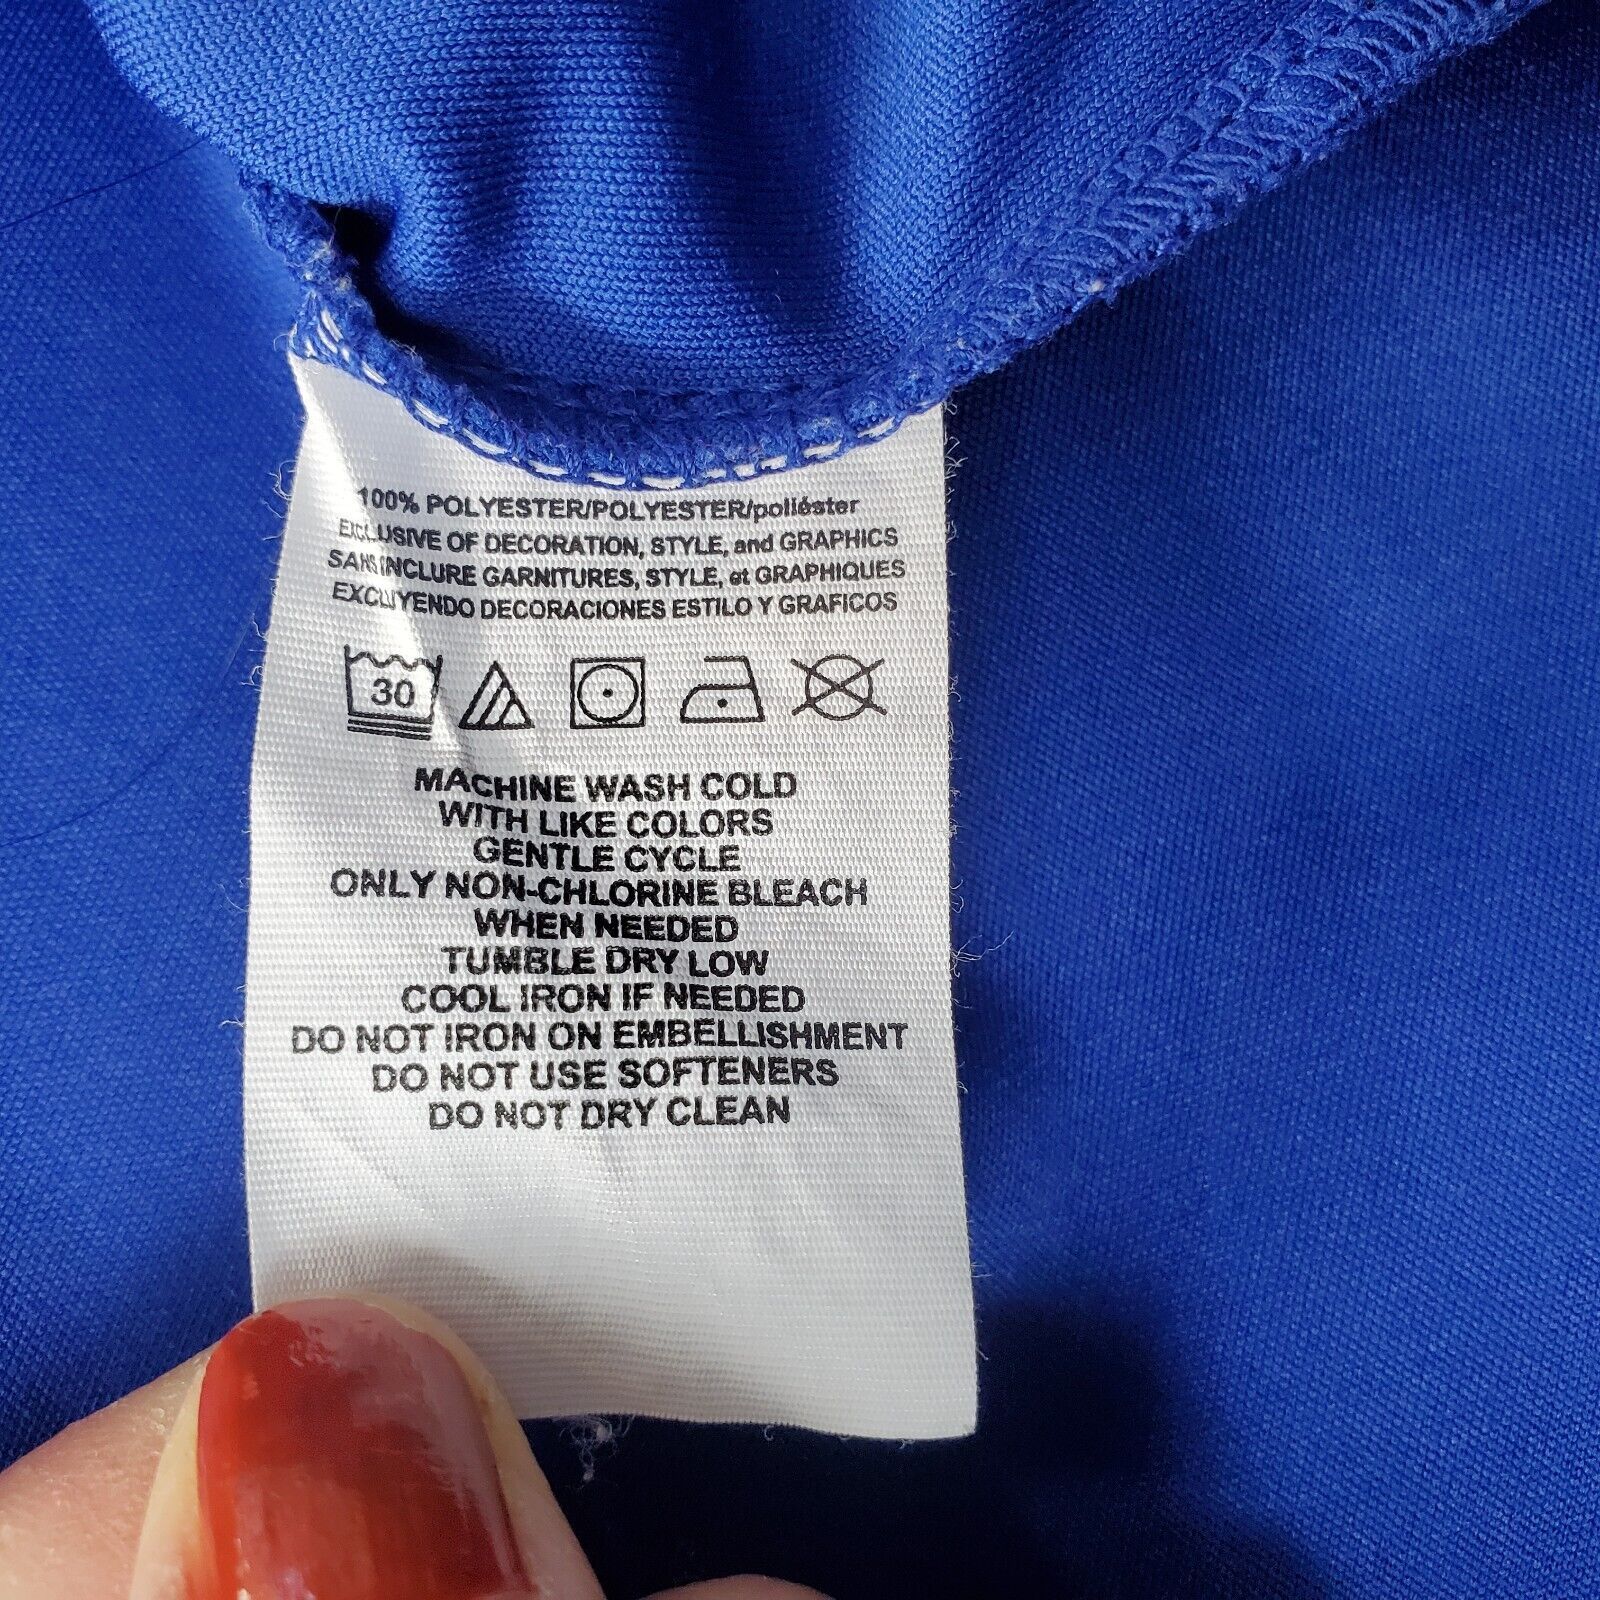 100% POLYESTER/POLYESTER/poliéster
EXCLUSIVE OF DECORATION, STYLE, and GRAPHICS
SANS INCLURE GARNITURES, STYLE, et GRAPHIQUES
EXCLUYENDO DECORACIONES ESTILO Y GRAFICOS
30
MACHINE WASH COLD
WITH LIKE COLORS
GENTLE CYCLE
ONLY NON-CHLORINE BLEACH
WHEN NEEDED
TUMBLE DRY LOW
COOL IRON IF NEEDED
DO NOT IRON ON EMBELLISHMENT
DO NOT USE SOFTENERS
DO NOT DRY CLEAN